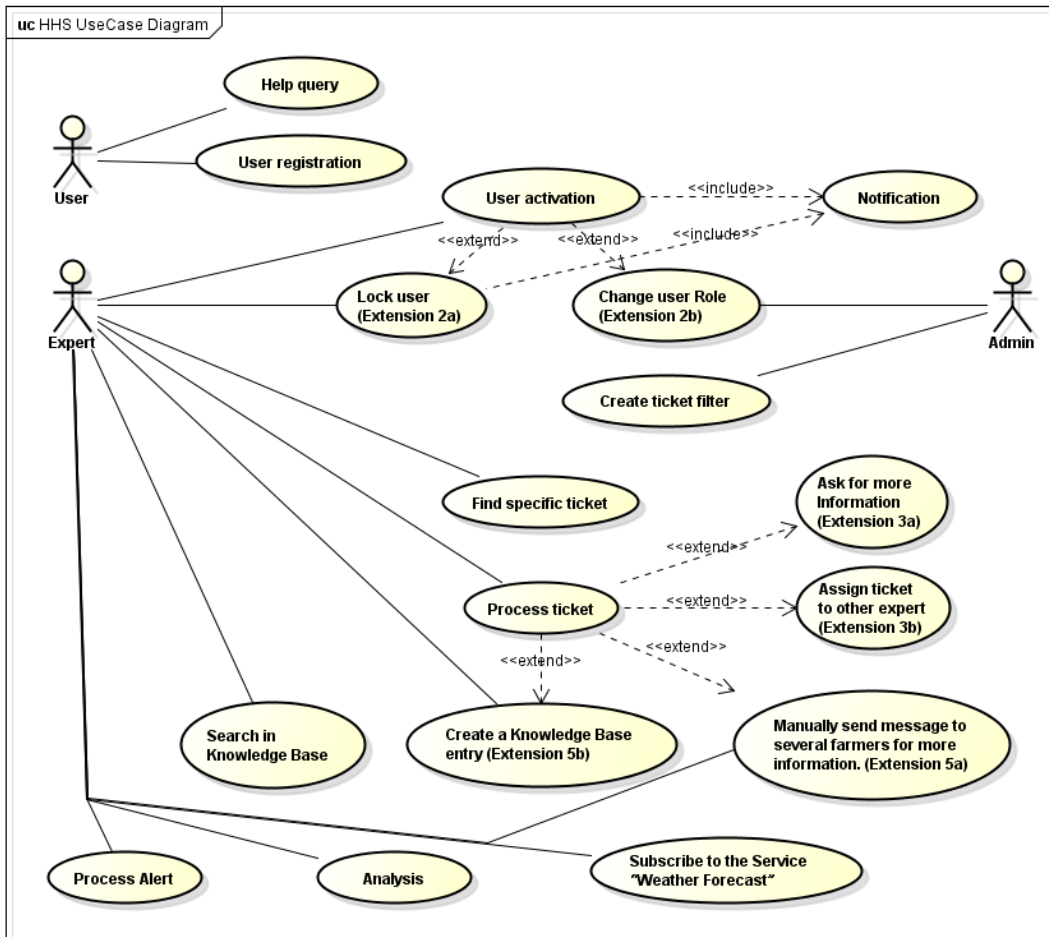 uc HHS UseCase Diagram
Help query
User registration
User
User activation
<<include>>
Notification
<<extend>>
<<extend>>
<<include>>
Lock user
(Extension 2a)
Change user Role
(Extension 2b)
Expert
Admin
Create ticket filter
Find specific ticket
Ask for more
Information
(Extension 3a)
<<extend>>
Process ticket
<<extend>>
Assign ticket
to other expert
(Extension 3b)
<<extend>>
<<extend>>
Search in
Knowledge Base
Create a Knowledge Base
entry (Extension 5b)
Manually send message to
several farmers for more
information. (Extension 5a)
Process Alert
Analysis
Subscribe to the Service
"Weather Forecast"